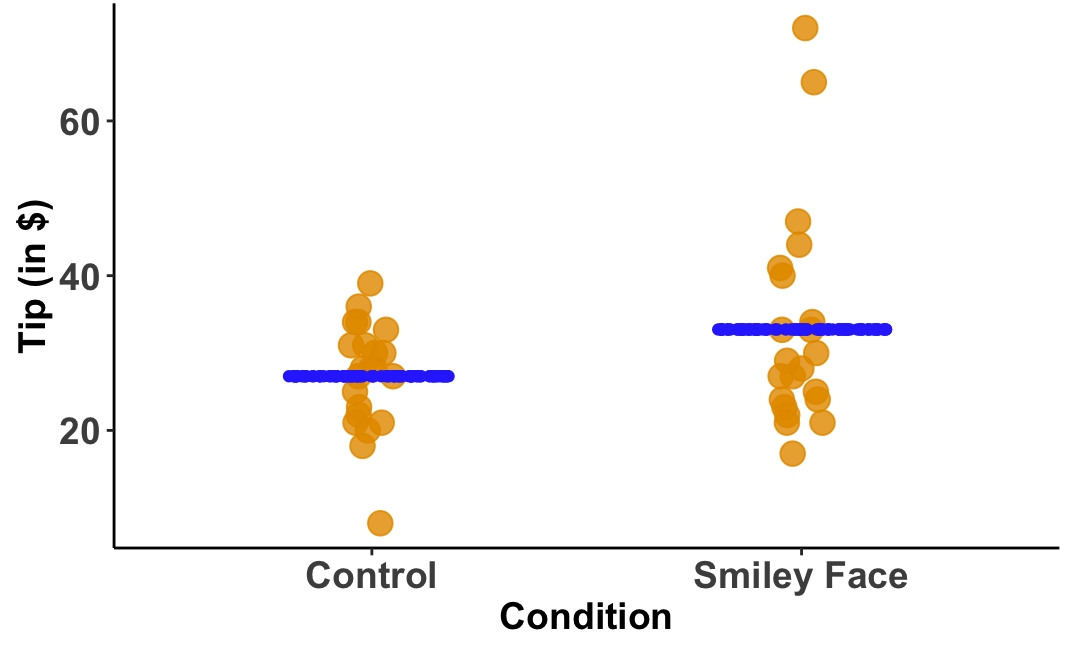 Tip (in $)
60
40
20
Control
Smiley Face
Condition